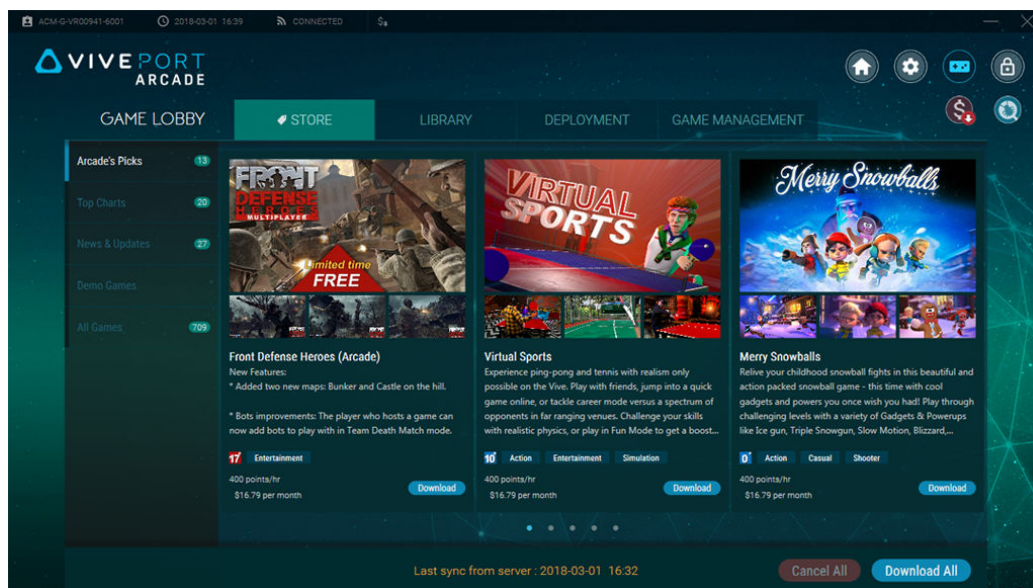 ACM-G-VR00941-6001 2018-03-01 16:39 CONNECTED
VIVEPORT
ARCADE
GAME LOBBY STORE LIBRARY DEPLOYMENT GAME MANAGEMENT
Arcade's Picks 13
Top Charts 20
News & Updates 27
Demo Games
All Games 709
FRONT
DEFENSE
HEROES
MULTIPLAYER
Limited time
FREE
Front Defense Heroes (Arcade)
New Features:
* Added two new maps: Bunker and Castle on the hill.
* Bots improvements: The player who hosts a game can
now add bots to play with in Team Death Match mode.
17+ Entertainment
400 points/hr
$16.79 per month
Download
VIRTUAL
SPORTS
Virtual Sports
Experience ping-pong and tennis with realism only
possible on the Vive. Play with friends, jump into a quick
game online, or tackle career mode versus a spectrum of
opponents in far ranging venues. Challenge your skills
with realistic physics, or play in Fun Mode to get a boost...
10+ Action Entertainment Simulation
400 points/hr
$16.79 per month
Download
Merry Snowballs
Merry Snowballs
Relive your childhood snowball fights in this beautiful and
action packed snowball game - this time with cool
gadgets and powers you once wish you had! Play through
challenging levels with a variety of Gadgets & Powerups
like Ice gun, Triple Snowgun, Slow Motion, Blizzard,...
0+ Action Casual Shooter
400 points/hr
$16.79 per month
Download
Last sync from server : 2018-03-01 16:32 Cancel All Download All